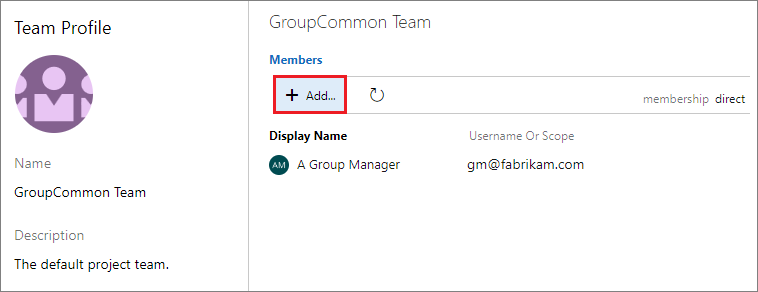 Team Profile
Name
GroupCommon Team
Description
The default project team.
GroupCommon Team
Members
+ Add...
membership direct
Display Name Username Or Scope
AM A Group Manager gm@fabrikam.com